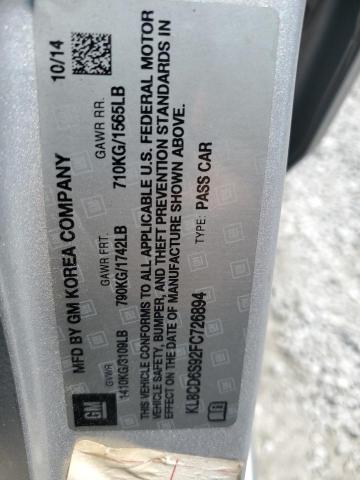 MFD BY GM KOREA COMPANY 10/14
GVWR GAWR FRT. GAWR RR.
1410KG/3109LB 790KG/1742LB 710KG/1565LB
THIS VEHICLE CONFORMS TO ALL APPLICABLE U.S. FEDERAL MOTOR
VEHICLE SAFETY, BUMPER, AND THEFT PREVENTION STANDARDS IN
EFFECT ON THE DATE OF MANUFACTURE SHOWN ABOVE.
KL8CD6S92FC726894 TYPE: PASS CAR
GM